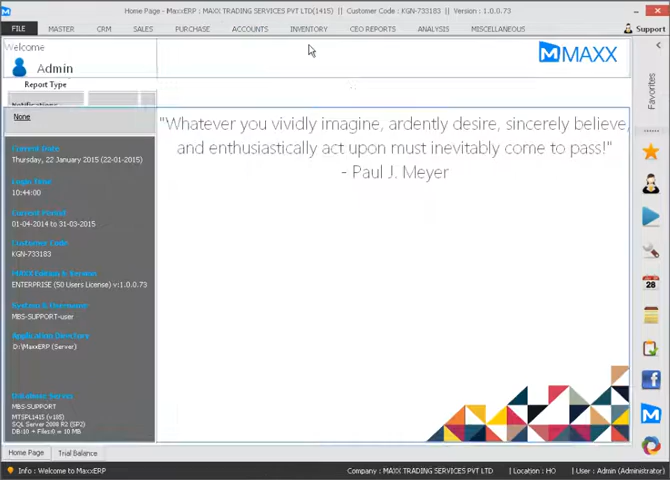 Home Page - MaxxERP : MAXX TRADING SERVICES PVT LTD(1415) || Customer Code : KGN-733183 || Version : 1.0.0.73
FILE MASTER CRM SALES PURCHASE ACCOUNTS INVENTORY CEO REPORTS ANALYSIS MISCELLANEOUS Support
Welcome
Admin
MAXX
Report Type
Notifications
None
Favorites
"Whatever you vividly imagine, ardently desire, sincerely believe,
and enthusiastically act upon must inevitably come to pass!"
- Paul J. Meyer
Current Date
Thursday, 22 January 2015 (22-01-2015)
Login Time
10:44:00
Current Period
01-04-2014 to 31-03-2015
Customer Code
KGN-733183
MAXX Edition & Version
ENTERPRISE (50 Users License) v:1.0.0.73
System & Username
MBS-SUPPORT-user
Application Directory
D:\MaxxERP (Server)
Database Server
MBS-SUPPORT
MTSPL1415 (v185)
SQL Server 2008 R2 (SP2)
DB:10 + Files:0 = 10 MB
28
Home Page Trial Balance
Info : Welcome to MaxxERP Company : MAXX TRADING SERVICES PVT LTD || Location : HO || User : Admin (Administrator)